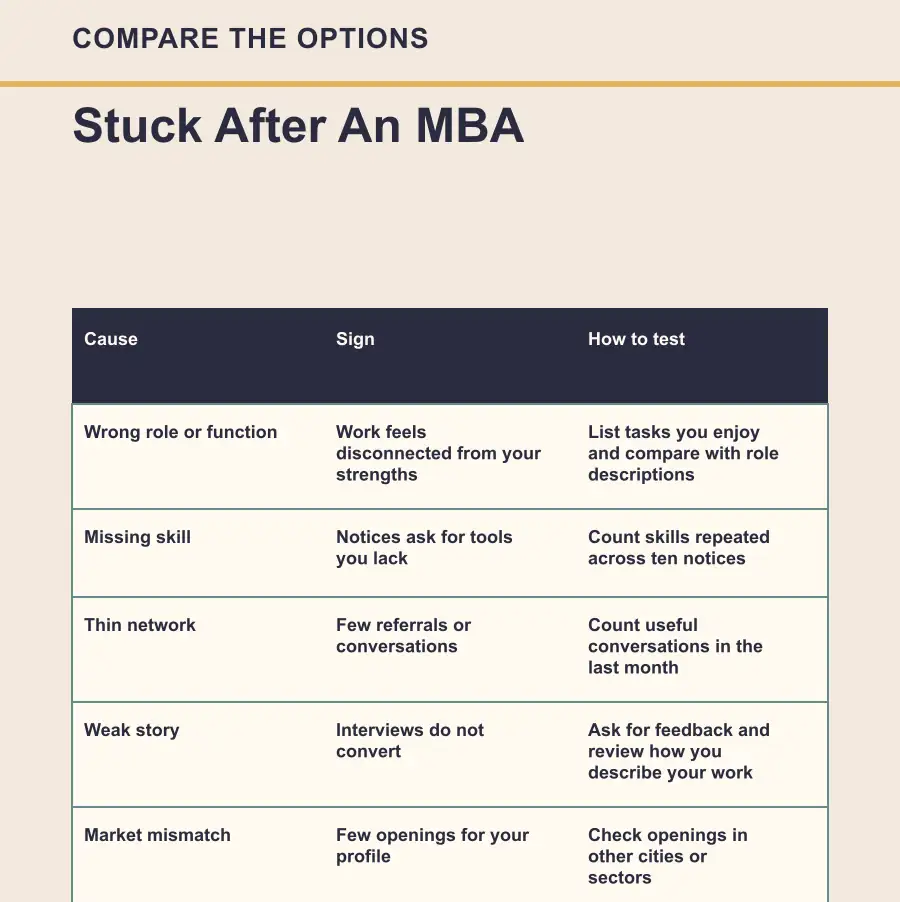 COMPARE THE OPTIONS
Stuck After An MBA
Cause
Sign
How to test
Wrong role or function
Work feels
disconnected from your
strengths
List tasks you enjoy
and compare with role
descriptions
Missing skill
Notices ask for tools
you lack
Count skills repeated
across ten notices
Thin network
Few referrals or
conversations
Count useful
conversations in the
last month
Weak story
Interviews do not
convert
Ask for feedback and
review how you
describe your work
Market mismatch
Few openings for your
profile
Check openings in
other cities or
sectors